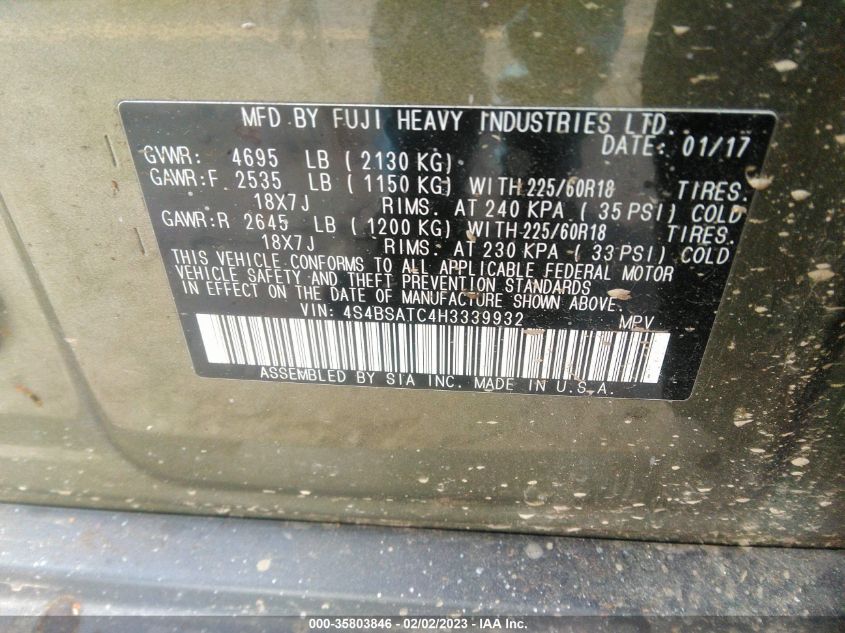 MFD BY FUJI HEAVY INDUSTRIES LTD.
DATE: 01/17
GVWR: 4695 LB ( 2130 KG)
GAWR:F 2535 LB ( 1150 KG) WITH 225/60R18 TIRES.
18X7J RIMS. AT 240 KPA ( 35 PSI) COLD
GAWR:R 2645 LB ( 1200 KG) WITH 225/60R18 TIRES.
18X7J RIMS. AT 230 KPA ( 33 PSI) COLD
THIS VEHICLE CONFORMS TO ALL APPLICABLE FEDERAL MOTOR
VEHICLE SAFETY AND THEFT PREVENTION STANDARDS
IN EFFECT ON THE DATE OF MANUFACTURE SHOWN ABOVE.
VIN: 4S4BSATC4H3339932 MPV
ASSEMBLED BY SIA INC. MADE IN U.S.A.
000-35803846 - 02/02/2023 - IAA Inc.